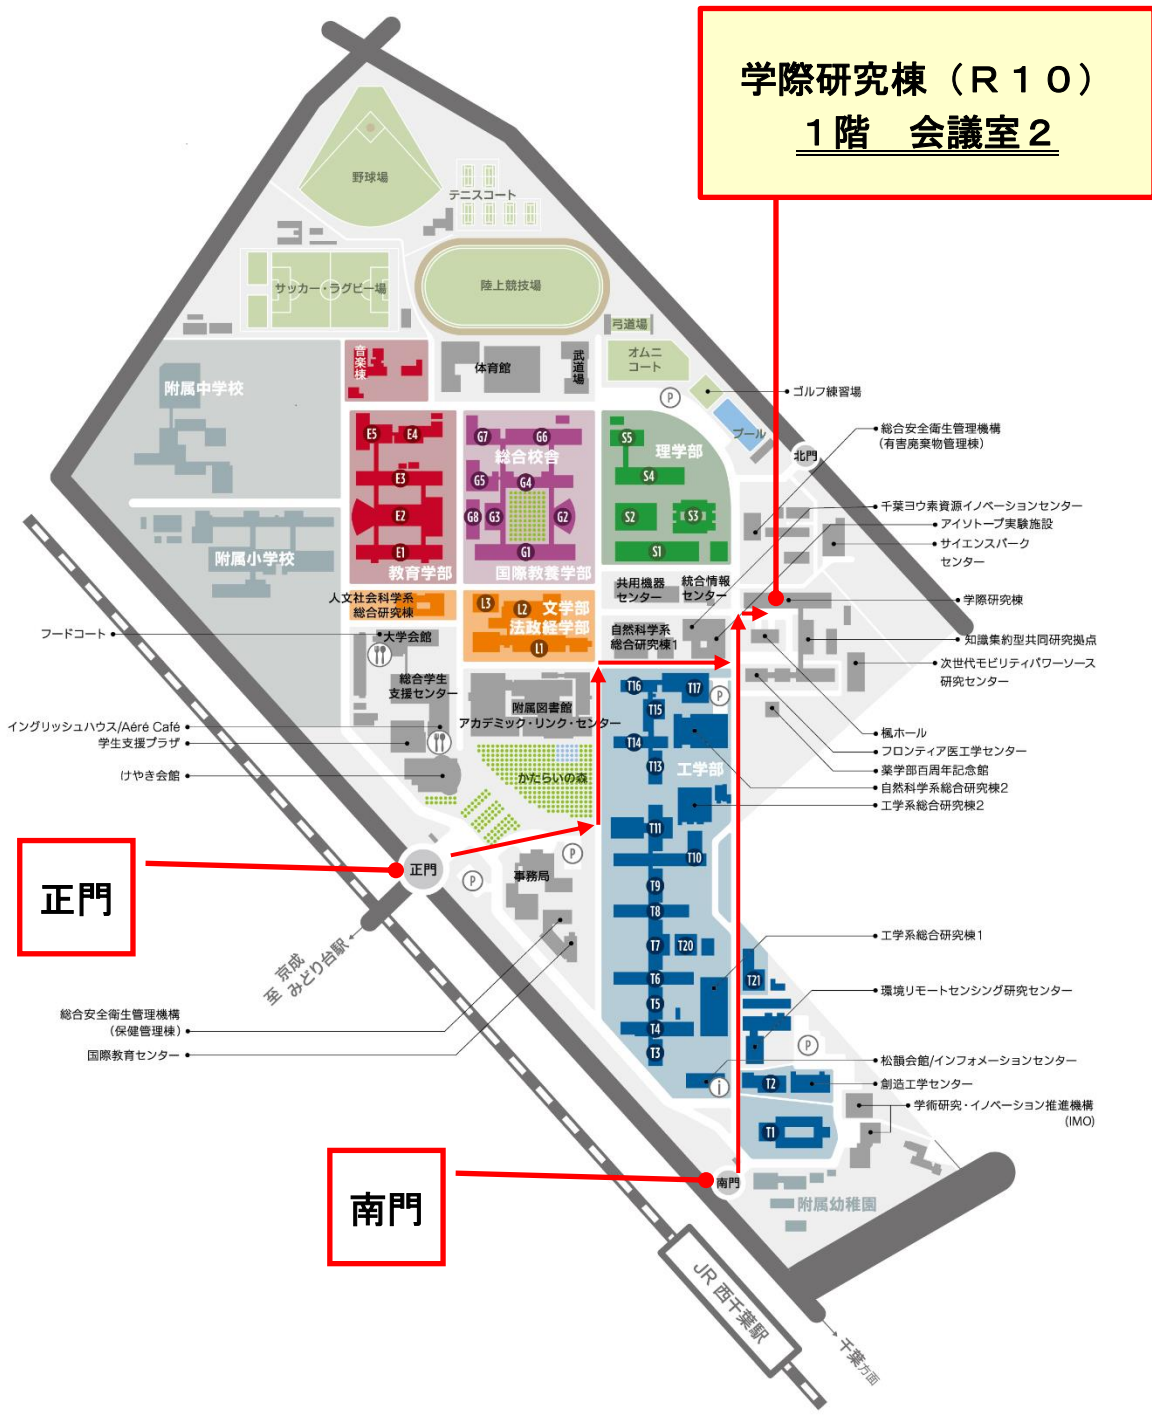 学際研究棟（Ｒ１０）
１階　会議室２
野球場
テニスコート
サッカー・ラグビー場
陸上競技場
弓道場
オムニ
コート
P
音楽棟
体育館
武道場
附属中学校
ゴルフ練習場
プール
北門
総合安全衛生管理機構
(有害廃棄物管理棟)
E5
E4
E3
E2
E1
教育学部
G7
G6
総合校舎
G5
G4
G8
G3
G2
G1
国際教養学部
S5
理学部
S4
S2
S3
S1
千葉ヨウ素資源イノベーションセンター
アイソトープ実験施設
サイエンスパーク
センター
附属小学校
人文社会科学系
総合研究棟
L3
L2
文学部
法政経学部
L1
共用機器
センター
統合情報
センター
自然科学系
総合研究棟1
学際研究棟
知識集約型共同研究拠点
次世代モビリティパワーソース
研究センター
フードコート
大学会館
総合学生
支援センター
附属図書館
アカデミック・リンク・センター
イングリッシュハウス/Aéré Café
学生支援プラザ
けやき会館
かたらいの森
T16
T17
P
T15
T14
T13
工学部
楓ホール
フロンティア医工学センター
薬学部百周年記念館
自然科学系総合研究棟2
工学系総合研究棟2
T11
T10
T9
T8
T7
T20
T6
T5
T4
T3
正門
正門
P
P
事務局
至 京成
みどり台駅
総合安全衛生管理機構
(保健管理棟)
国際教育センター
工学系総合研究棟1
T21
環境リモートセンシング研究センター
P
松韻会館/インフォメーションセンター
i
T2
創造工学センター
学術研究・イノベーション推進機構
(IMO)
T1
南門
南門
附属幼稚園
JR 西千葉駅
千葉方面